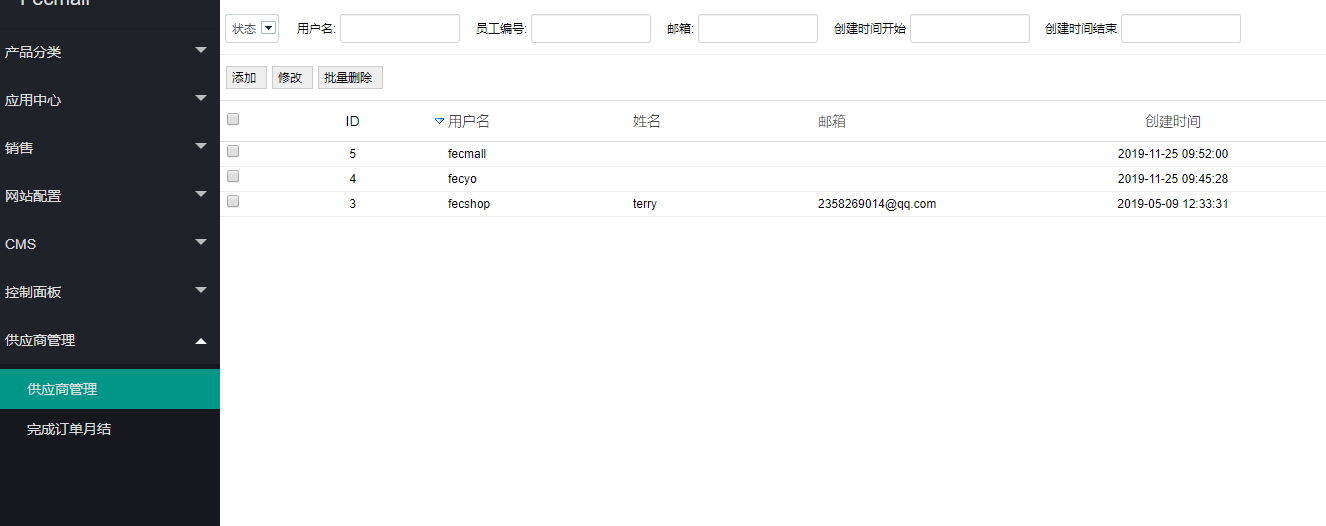 Fecmall
产品分类
应用中心
销售
网站配置
CMS
控制面板
供应商管理
供应商管理
完成订单月结
状态 用户名: 员工编号: 邮箱: 创建时间开始 创建时间结束
添加 修改 批量删除
ID 用户名 姓名 邮箱 创建时间
5 fecmall 2019-11-25 09:52:00
4 fecyo 2019-11-25 09:45:28
3 fecshop terry 2358269014@qq.com 2019-05-09 12:33:31